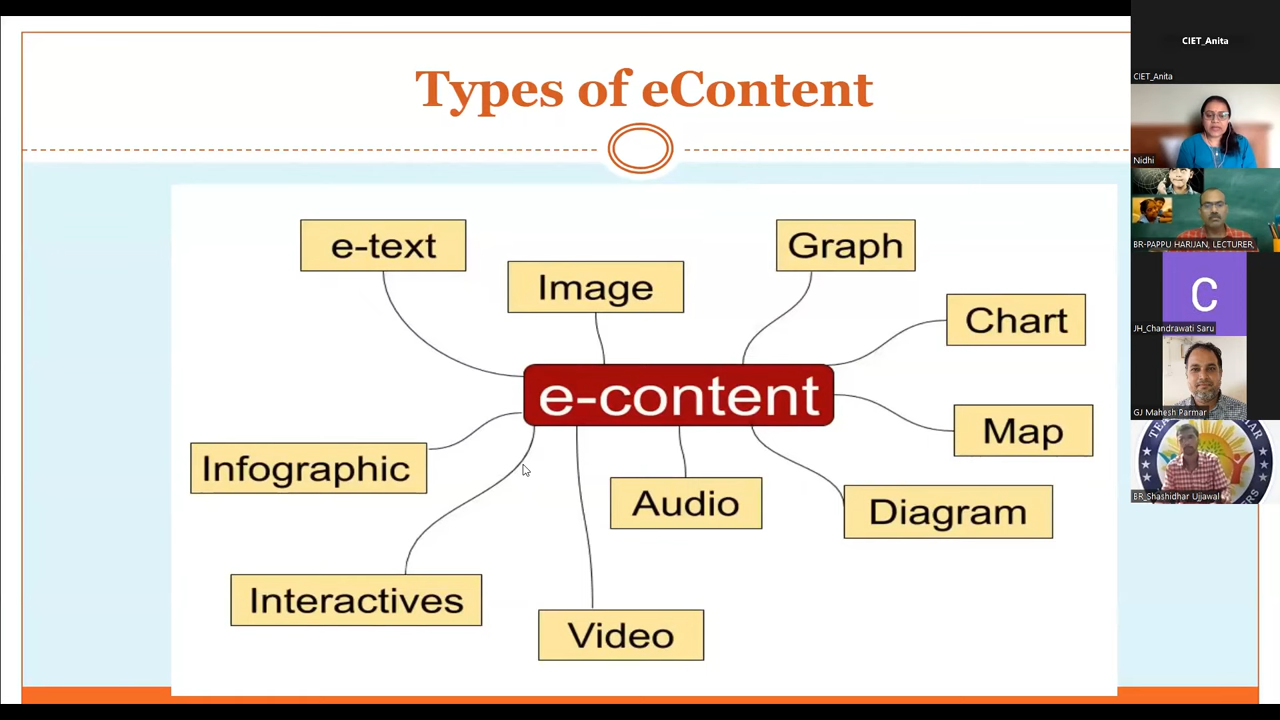 Types of eContent
e-text
Image
Graph
Chart
e-content
Map
Infographic
Audio
Diagram
Interactives
Video
CIET_Anita
CIET_Anita
Nidhi
BR-PAPPU HARIJAN, LECTURER,
C
JH_Chandrawati Saru
GJ Mahesh Parmar
BR_Shashidhar Ujjawal